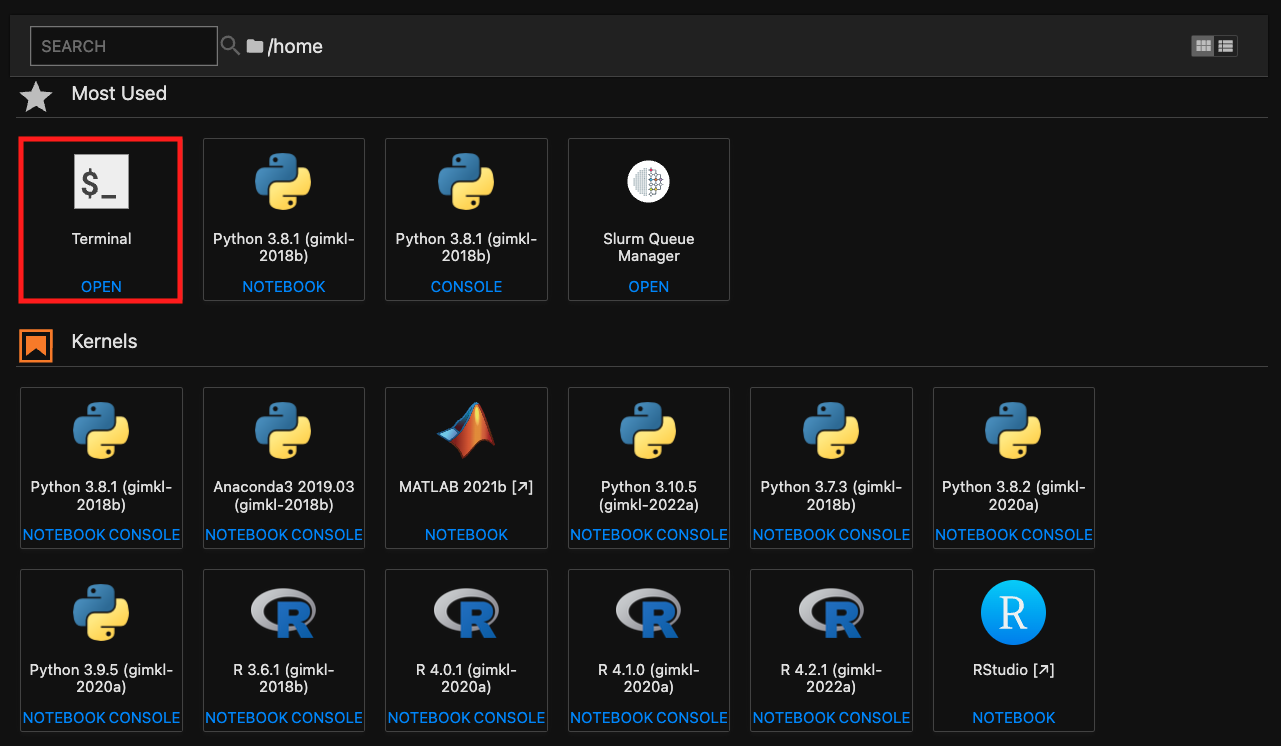 SEARCH /home
Most Used
$_
Terminal
OPEN
Python 3.8.1 (gimkl-
2018b)
NOTEBOOK
Python 3.8.1 (gimkl-
2018b)
CONSOLE
Slurm Queue
Manager
OPEN
Kernels
Python 3.8.1 (gimkl-
2018b)
NOTEBOOK CONSOLE
Anaconda3 2019.03
(gimkl-2018b)
NOTEBOOK CONSOLE
MATLAB 2021b [↗]
NOTEBOOK
Python 3.10.5
(gimkl-2022a)
NOTEBOOK CONSOLE
Python 3.7.3 (gimkl-
2018b)
NOTEBOOK CONSOLE
Python 3.8.2 (gimkl-
2020a)
NOTEBOOK CONSOLE
Python 3.9.5 (gimkl-
2020a)
NOTEBOOK CONSOLE
R
R 3.6.1 (gimkl-
2018b)
NOTEBOOK CONSOLE
R
R 4.0.1 (gimkl-
2020a)
NOTEBOOK CONSOLE
R
R 4.1.0 (gimkl-
2020a)
NOTEBOOK CONSOLE
R
R 4.2.1 (gimkl-
2022a)
NOTEBOOK CONSOLE
R
RStudio [↗]
NOTEBOOK